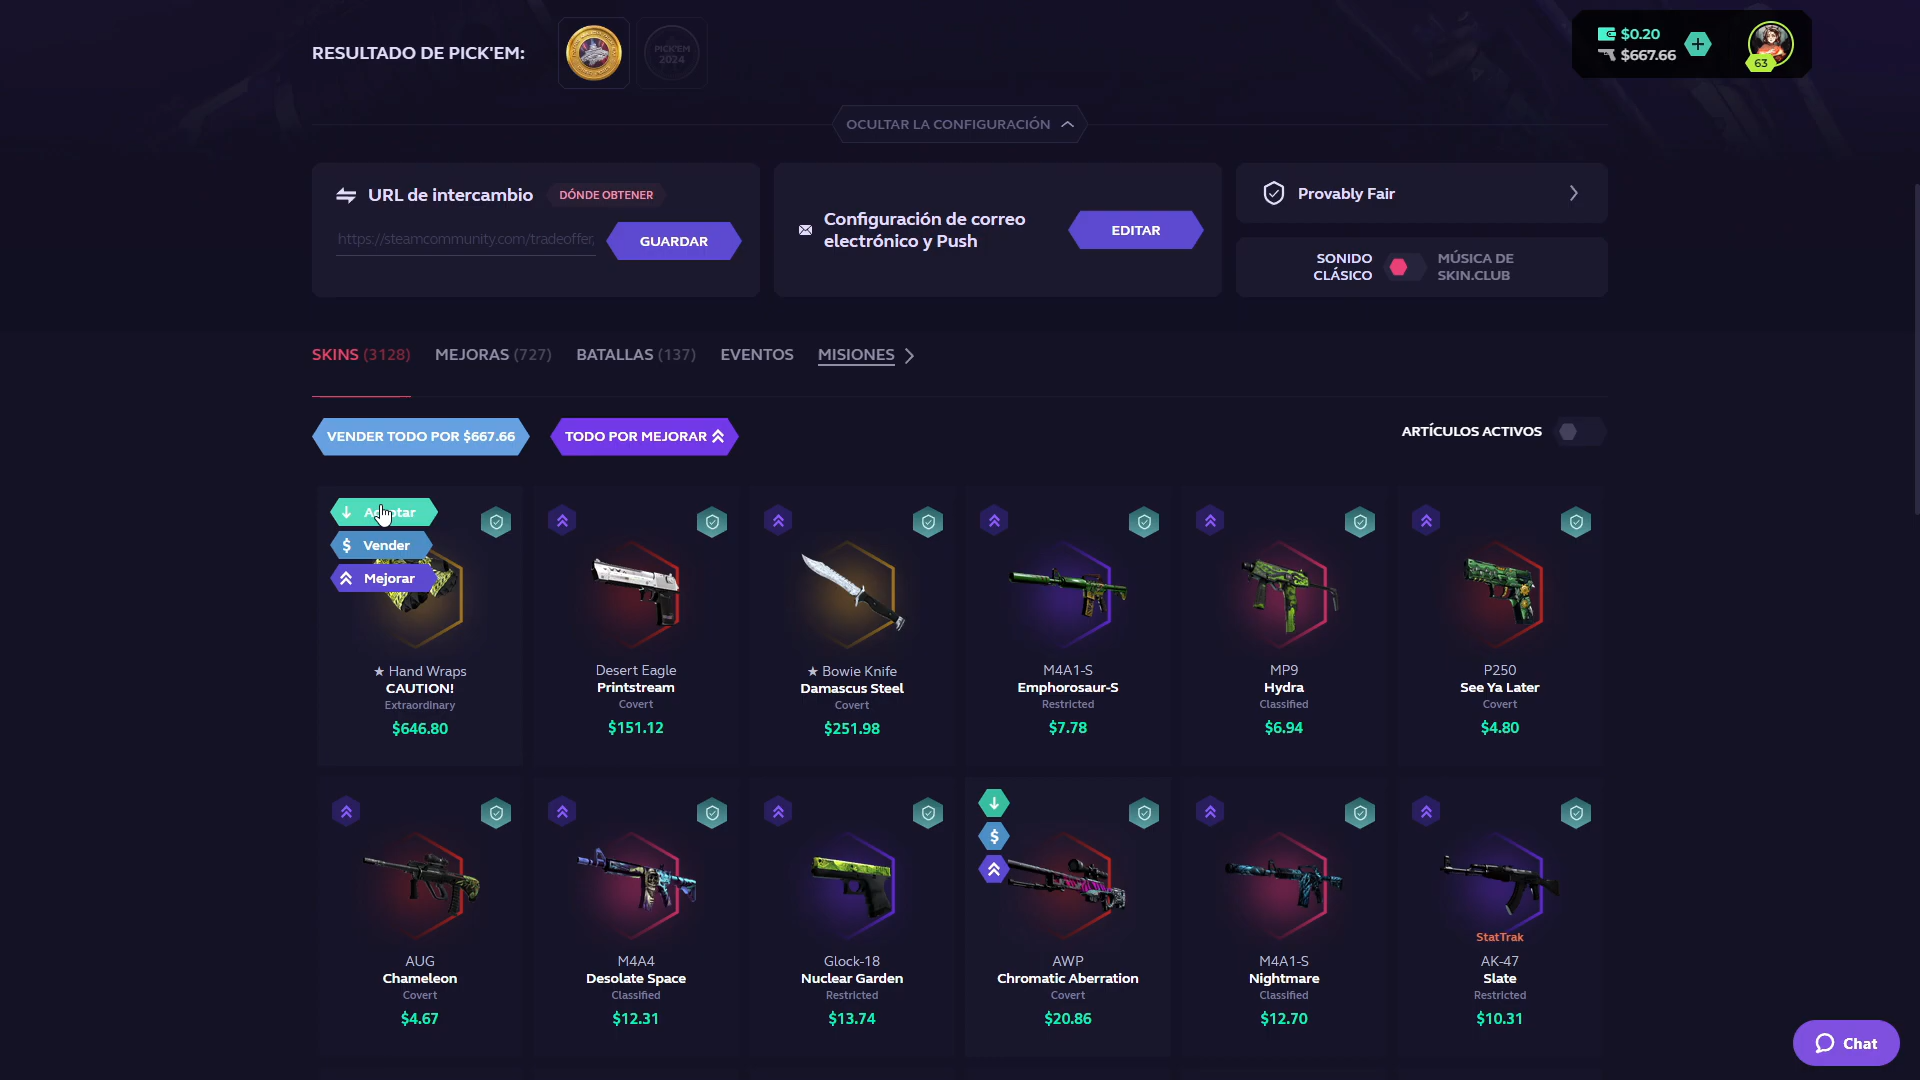 RESULTADO DE PICK'EM:
PICK'EM
2024
$0.20
$667.66
63
OCULTAR LA CONFIGURACIÓN
URL de intercambio
DÓNDE OBTENER
https://steamcommunity.com/tradeoffer,
GUARDAR
Configuración de correo
electrónico y Push
EDITAR
Provably Fair
SONIDO
CLÁSICO
MÚSICA DE
SKIN.CLUB
SKINS (3128)
MEJORAS (727)
BATALLAS (137)
EVENTOS
MISIONES
VENDER TODO POR $667.66
TODO POR MEJORAR
ARTÍCULOS ACTIVOS
Vender
Mejorar
★ Hand Wraps
CAUTION!
Extraordinary
$646.80
Desert Eagle
Printstream
Covert
$151.12
★ Bowie Knife
Damascus Steel
Covert
$251.98
M4A1-S
Emphorosaur-S
Restricted
$7.78
MP9
Hydra
Classified
$6.94
P250
See Ya Later
Covert
$4.80
AUG
Chameleon
Covert
$4.67
M4A4
Desolate Space
Classified
$12.31
Glock-18
Nuclear Garden
Restricted
$13.74
AWP
Chromatic Aberration
Covert
$20.86
M4A1-S
Nightmare
Classified
$12.70
StatTrak
AK-47
Slate
Restricted
$10.31
Chat